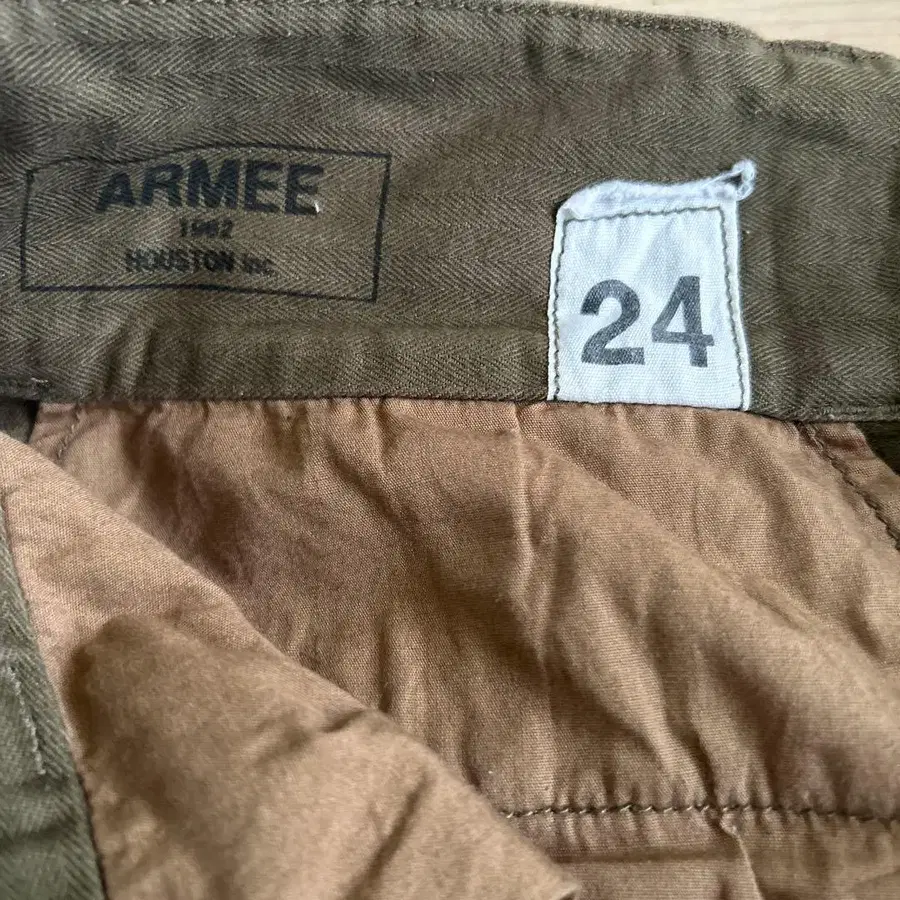 ARMEE
1962
HOUSTON inc
24